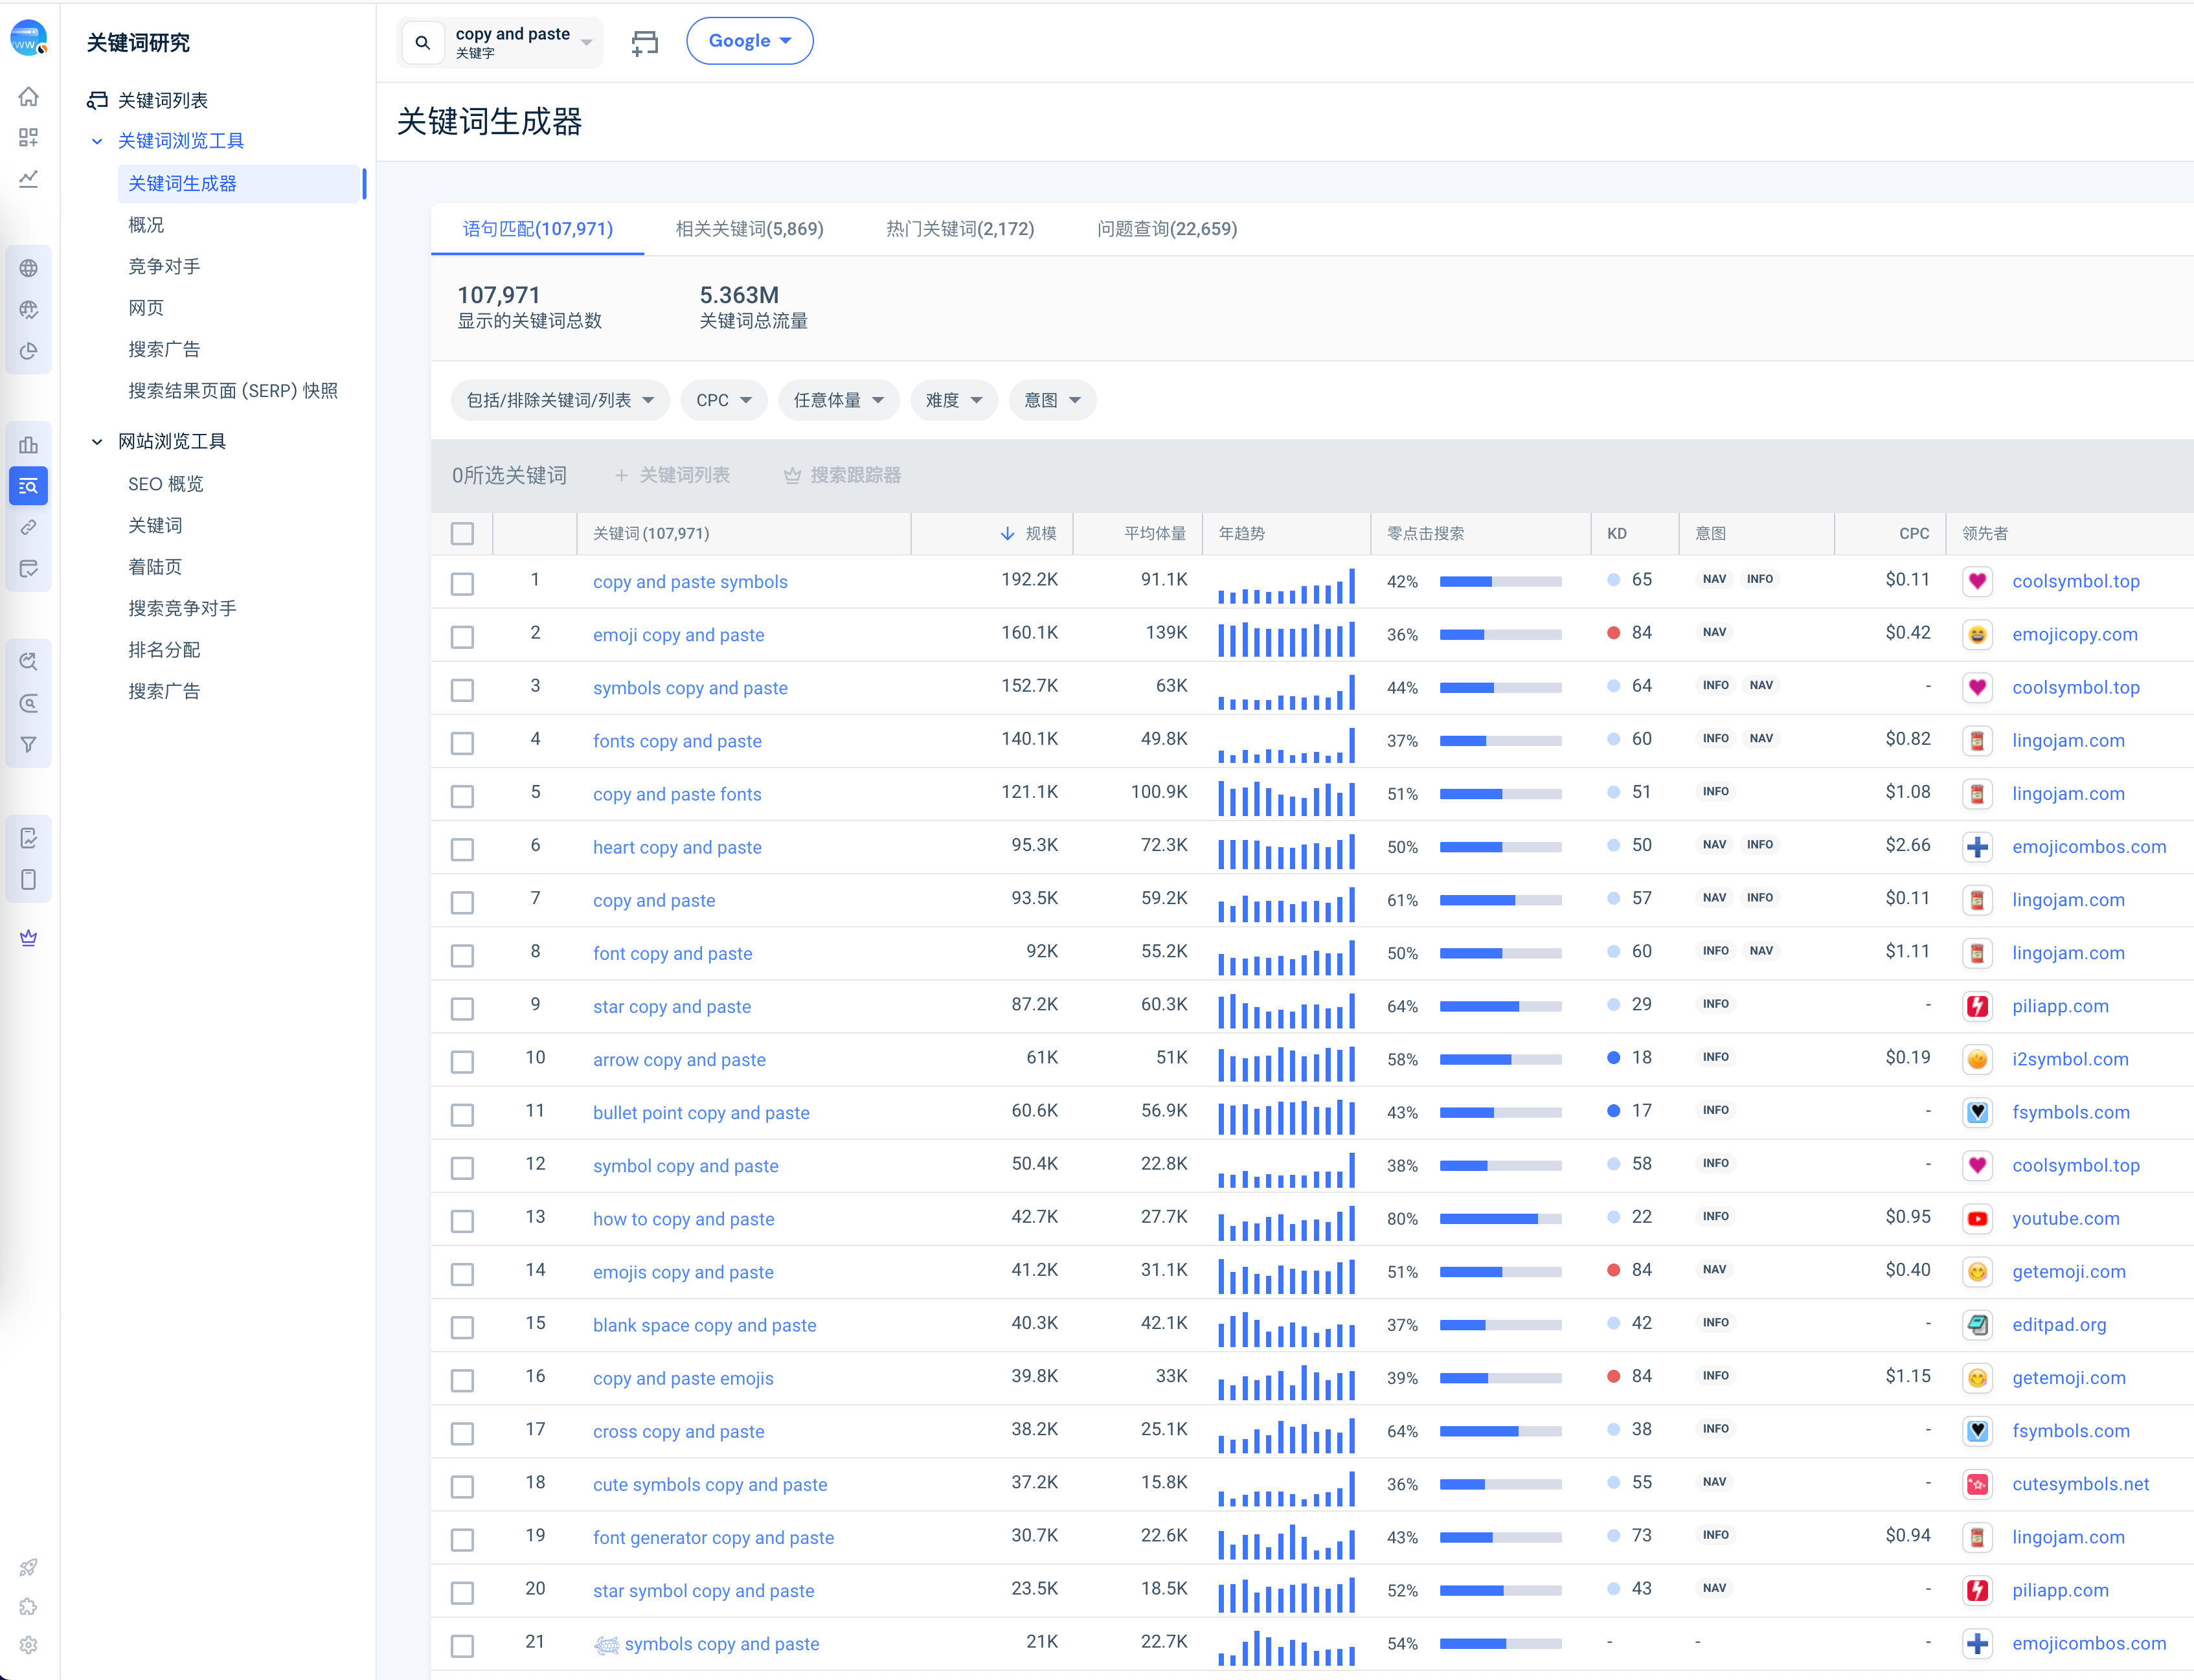 关键词研究
关键词列表
关键词浏览工具
关键词生成器
概况
竞争对手
网页
搜索广告
搜索结果页面 (SERP) 快照
网站浏览工具
SEO 概览
关键词
着陆页
搜索竞争对手
排名分配
搜索广告
copy and paste
关键字
Google
关键词生成器
语句匹配(107,971) 相关关键词(5,869) 热门关键词(2,172) 问题查询(22,659)
107,971 5.363M
显示的关键词总数 关键词总流量
包括/排除关键词/列表 CPC 任意体量 难度 意图
0所选关键词 + 关键词列表 搜索跟踪器
关键词(107,971) 规模 平均体量 年趋势 零点击搜索 KD 意图 CPC 领先者
1 copy and paste symbols 192.2K 91.1K 42% 65 NAV INFO $0.11 coolsymbol.top
2 emoji copy and paste 160.1K 139K 36% 84 NAV $0.42 emojicopy.com
3 symbols copy and paste 152.7K 63K 44% 64 INFO NAV - coolsymbol.top
4 fonts copy and paste 140.1K 49.8K 37% 60 INFO NAV $0.82 lingojam.com
5 copy and paste fonts 121.1K 100.9K 51% 51 INFO $1.08 lingojam.com
6 heart copy and paste 95.3K 72.3K 50% 50 NAV INFO $2.66 emojicombos.com
7 copy and paste 93.5K 59.2K 61% 57 NAV INFO $0.11 lingojam.com
8 font copy and paste 92K 55.2K 50% 60 INFO NAV $1.11 lingojam.com
9 star copy and paste 87.2K 60.3K 64% 29 INFO - piliapp.com
10 arrow copy and paste 61K 51K 58% 18 INFO $0.19 i2symbol.com
11 bullet point copy and paste 60.6K 56.9K 43% 17 INFO - fsymbols.com
12 symbol copy and paste 50.4K 22.8K 38% 58 INFO - coolsymbol.top
13 how to copy and paste 42.7K 27.7K 80% 22 INFO $0.95 youtube.com
14 emojis copy and paste 41.2K 31.1K 51% 84 NAV $0.40 getemoji.com
15 blank space copy and paste 40.3K 42.1K 37% 42 INFO - editpad.org
16 copy and paste emojis 39.8K 33K 39% 84 INFO $1.15 getemoji.com
17 cross copy and paste 38.2K 25.1K 64% 38 INFO - fsymbols.com
18 cute symbols copy and paste 37.2K 15.8K 36% 55 NAV - cutesymbols.net
19 font generator copy and paste 30.7K 22.6K 43% 73 INFO $0.94 lingojam.com
20 star symbol copy and paste 23.5K 18.5K 52% 43 NAV - piliapp.com
21 𓆉 symbols copy and paste 21K 22.7K 54% - - - emojicombos.com